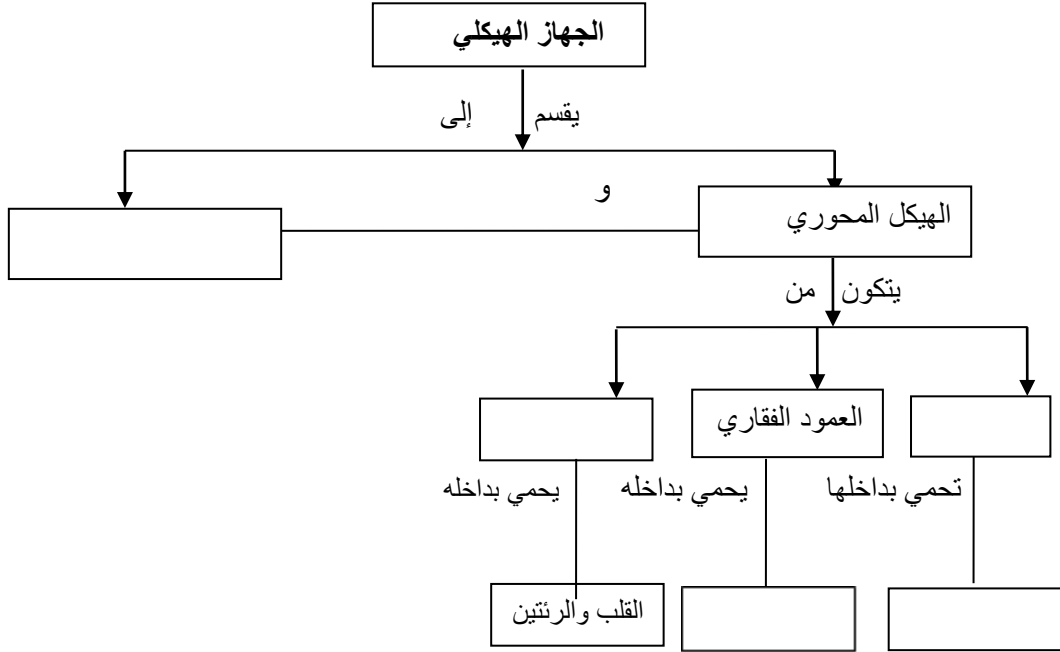 الجهاز الهيكلي
يقسم إلى
و
الهيكل المحوري
يتكون من
العمود الفقاري
تحمي بداخلها
يحمي بداخله
يحمي بداخله
القلب والرئتين